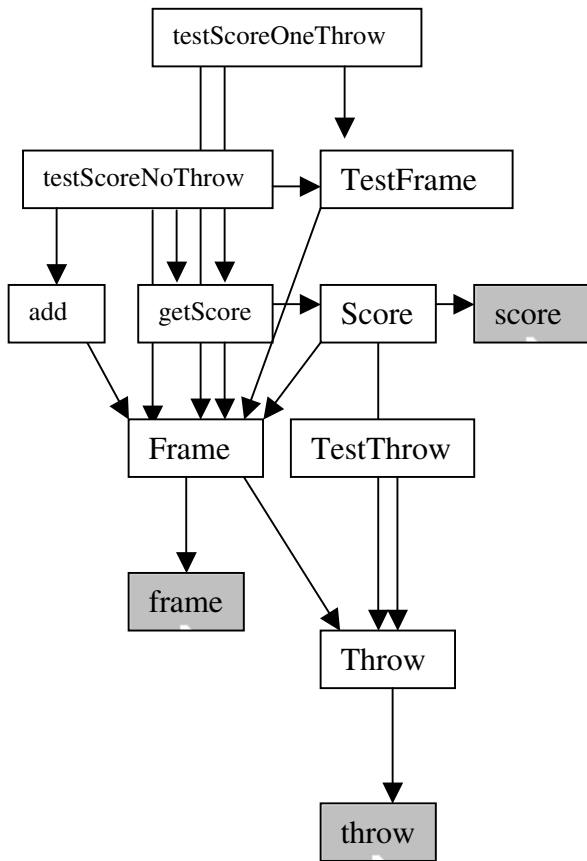 testScoreOneThrow
testScoreNoThrow
TestFrame
add
getScore
Score
score
Frame
TestThrow
frame
Throw
throw